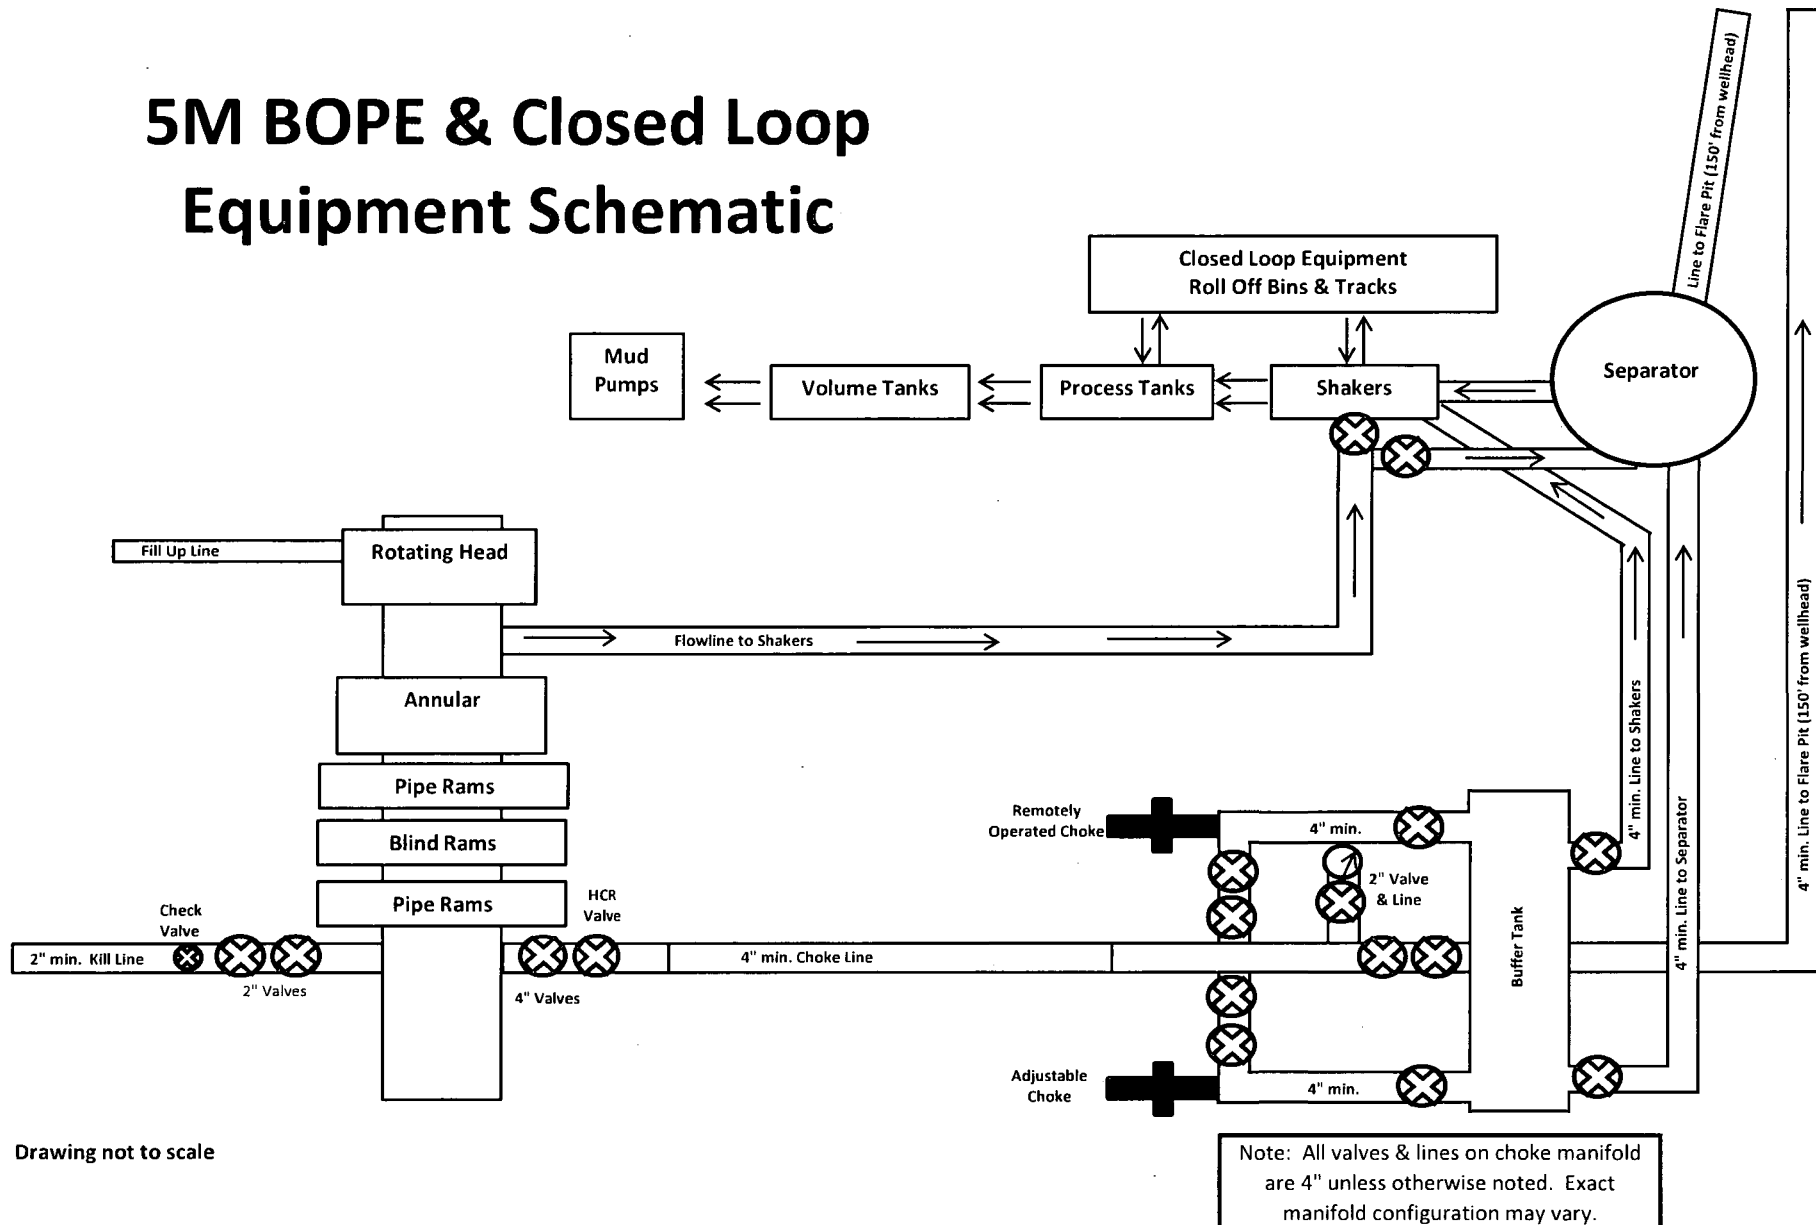 5M BOPE & Closed Loop
Equipment Schematic
Line to Flare Pit (150' from wellhead)
Closed Loop Equipment
Roll Off Bins & Tracks
Mud
Pumps
Volume Tanks
Process Tanks
Shakers
Separator
Fill Up Line
Rotating Head
Flowline to Shakers
Annular
Pipe Rams
Blind Rams
Pipe Rams
Check
Valve
HCR
Valve
2" min. Kill Line
2" Valves
4" Valves
4" min. Choke Line
Remotely
Operated Choke
4" min.
2" Valve
& Line
Buffer Tank
Adjustable
Choke
4" min.
4" min. Line to Shakers
4" min. Line to Separator
4" min. Line to Flare Pit (150' from wellhead)
Drawing not to scale
Note: All valves & lines on choke manifold
are 4" unless otherwise noted. Exact
manifold configuration may vary.